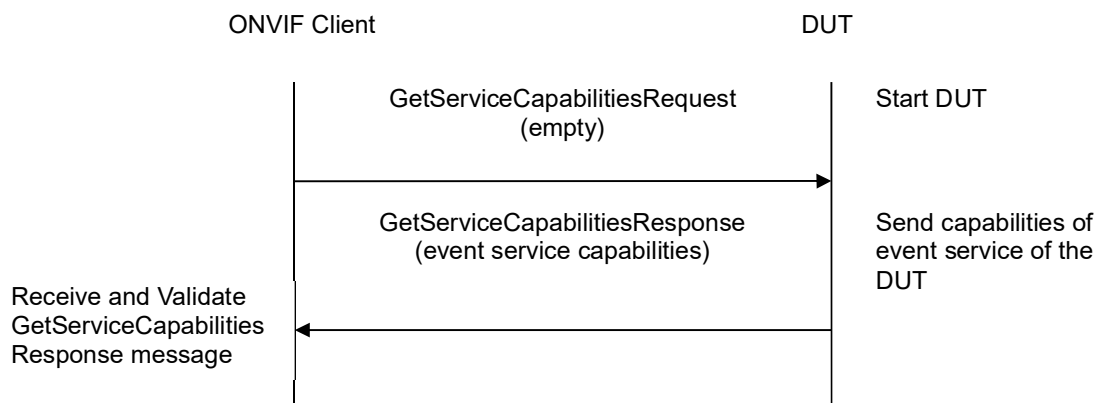 ONVIF Client
DUT
GetServiceCapabilitiesRequest
(empty)
Start DUT
GetServiceCapabilitiesResponse
(event service capabilities)
Send capabilities of
event service of the
DUT
Receive and Validate
GetServiceCapabilities
Response message